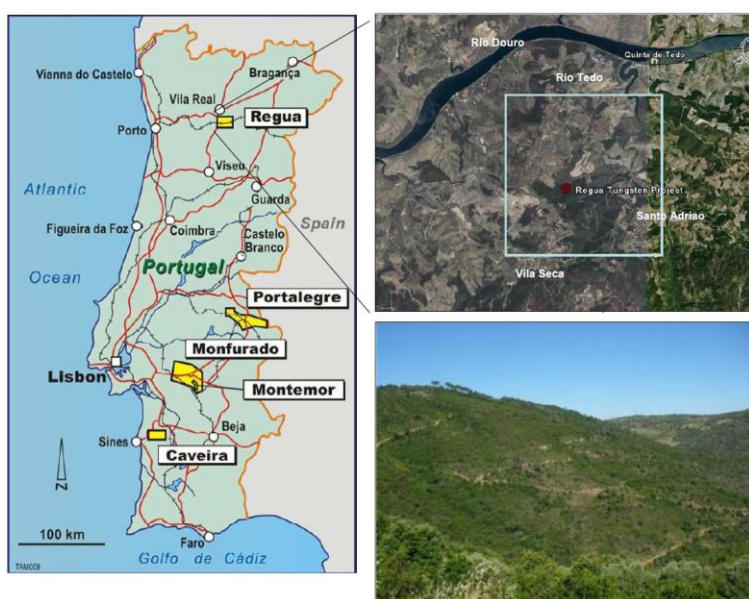 Vianna do Castelo
Bragança
Vila Real
Regua
Porto
Viseu
Atlantic
Guarda
Figueira da Foz
Coimbra
Spain
Castelo
Branco
Ocean
Portugal
Portalegre
Monfurado
Lisbon
Montemor
Beja
Sines
Caveira
N
100 km
Faro
Golfo de Cádiz
TAM008
Rio Douro
Quinta de Tedo
Rio Tedo
Regua Tungsten Project
Santo Adriao
Vila Seca